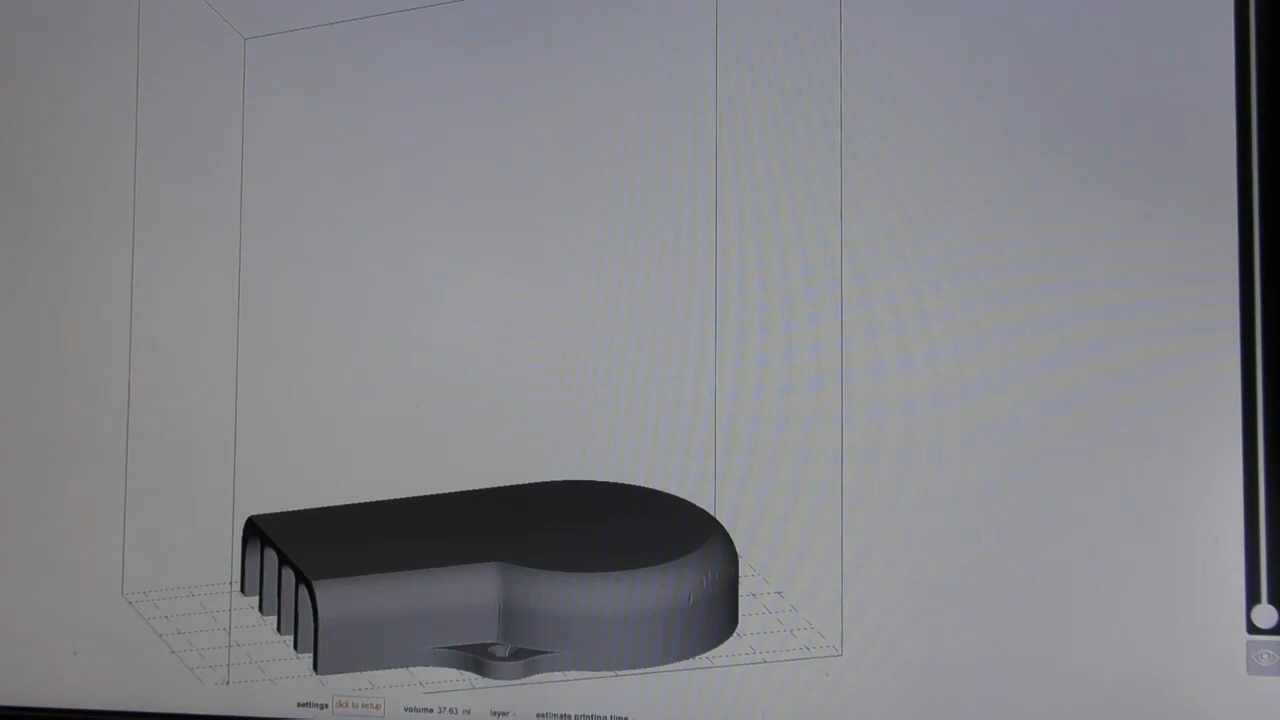 settings click to setup volume 37.63 ml layer - estimate printing time -